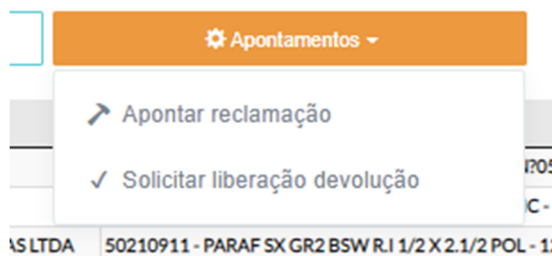 Apontamentos
Apontar reclamação
Solicitar liberação devolução
AS LTDA 50210911 - PARAF SX GR2 BSW R.I 1/2 X 2.1/2 POL - 1